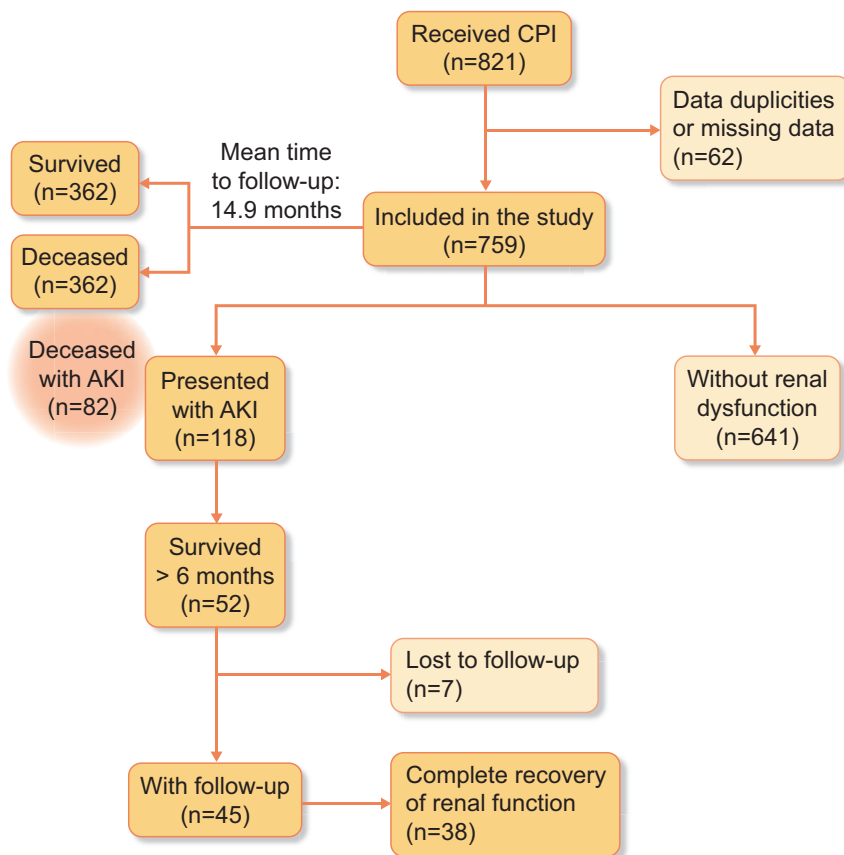 Received CPI
(n=821)
Data duplicities
or missing data
(n=62)
Survived
(n=362)
Mean time
to follow-up:
14.9 months
Included in the study
(n=759)
Deceased
(n=362)
Deceased
with AKI
(n=82)
Presented
with AKI
(n=118)
Without renal
dysfunction
(n=641)
Survived
> 6 months
(n=52)
Lost to follow-up
(n=7)
With follow-up
(n=45)
Complete recovery
of renal function
(n=38)